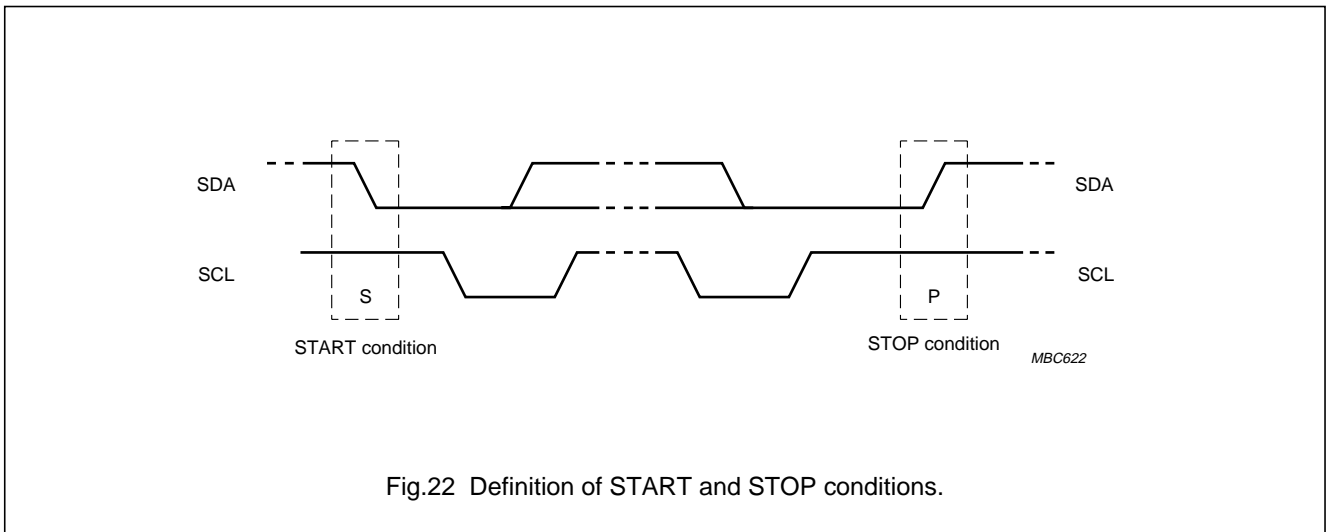 SDA
SDA
SCL
SCL
S
P
START condition
STOP condition
MBC622
Fig.22 Definition of START and STOP conditions.